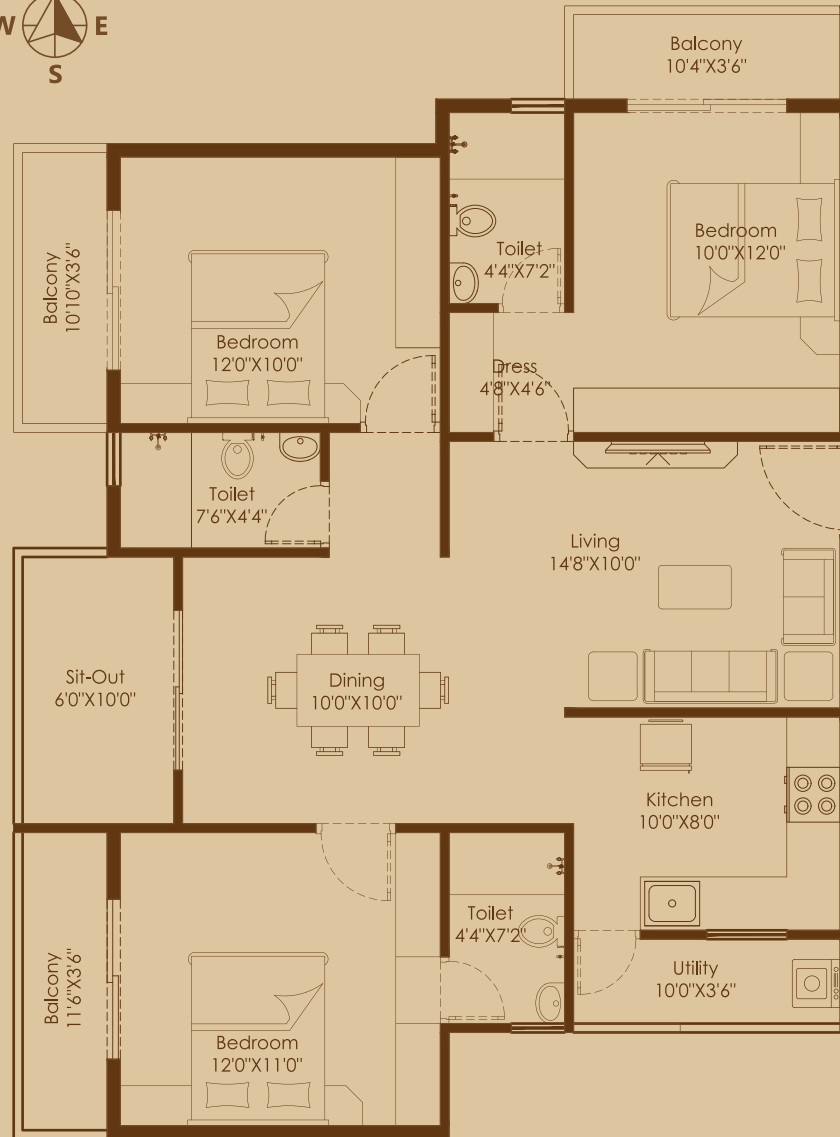 W
E
S
Balcony
10'4"X3'6"
Balcony
10'10"X3'6"
Bedroom
12'0"X10'0"
Toilet
4'4"X7'2"
Bedroom
10'0"X12'0"
Dress
4'8"X4'6"
Toilet
7'6"X4'4"
Living
14'8"X10'0"
Sit-Out
6'0"X10'0"
Dining
10'0"X10'0"
Kitchen
10'0"X8'0"
Balcony
11'6"X3'6"
Bedroom
12'0"X11'0"
Toilet
4'4"X7'2"
Utility
10'0"X3'6"